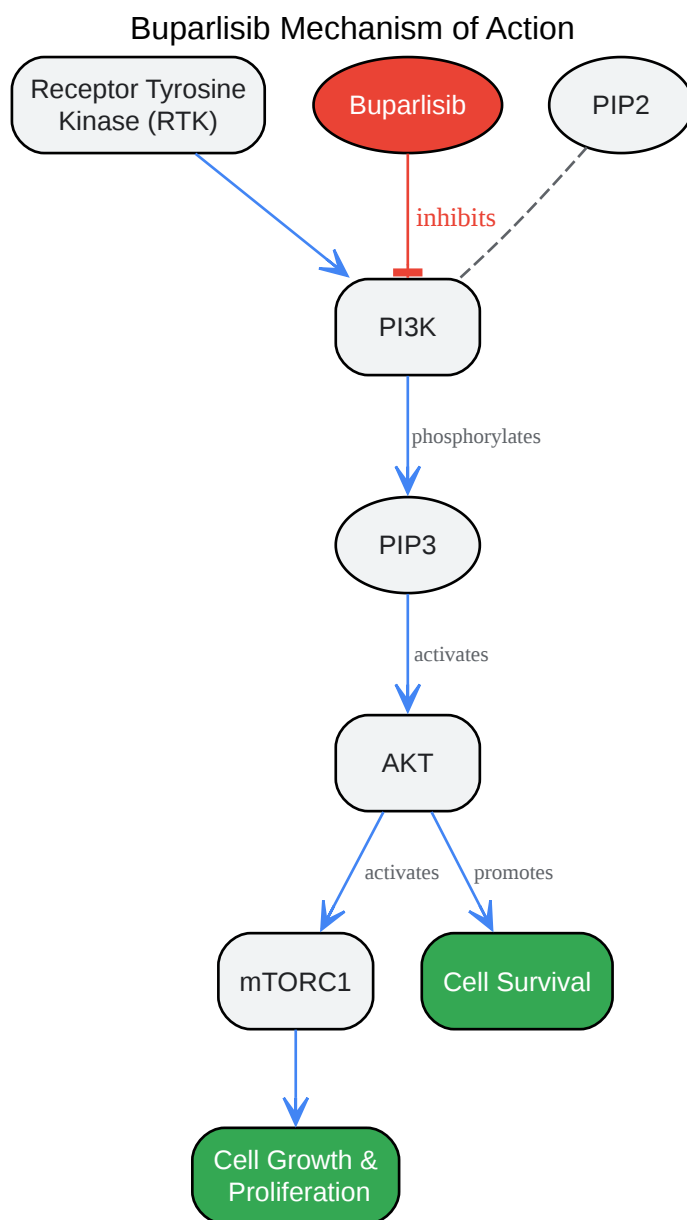 Buparlisib Mechanism of Action
Receptor Tyrosine
Kinase (RTK)
Buparlisib
PIP2
inhibits
PI3K
phosphorylates
PIP3
activates
AKT
activates
promotes
mTORC1
Cell Survival
Cell Growth &
Proliferation